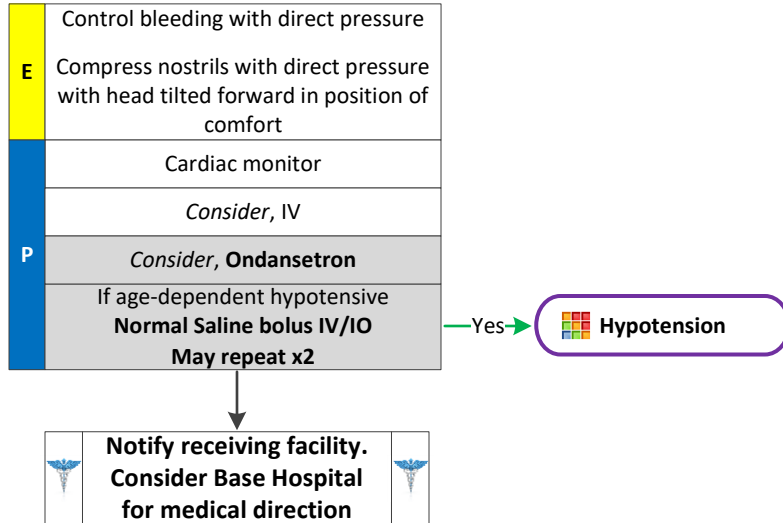 Control bleeding with direct pressure
E
Compress nostrils with direct pressure
with head tilted forward in position of
comfort
P
Cardiac monitor
Consider, IV
Consider, Ondansetron
If age-dependent hypotensive
Normal Saline bolus IV/IO
May repeat x2
Yes
Hypotension
Notify receiving facility.
Consider Base Hospital
for medical direction